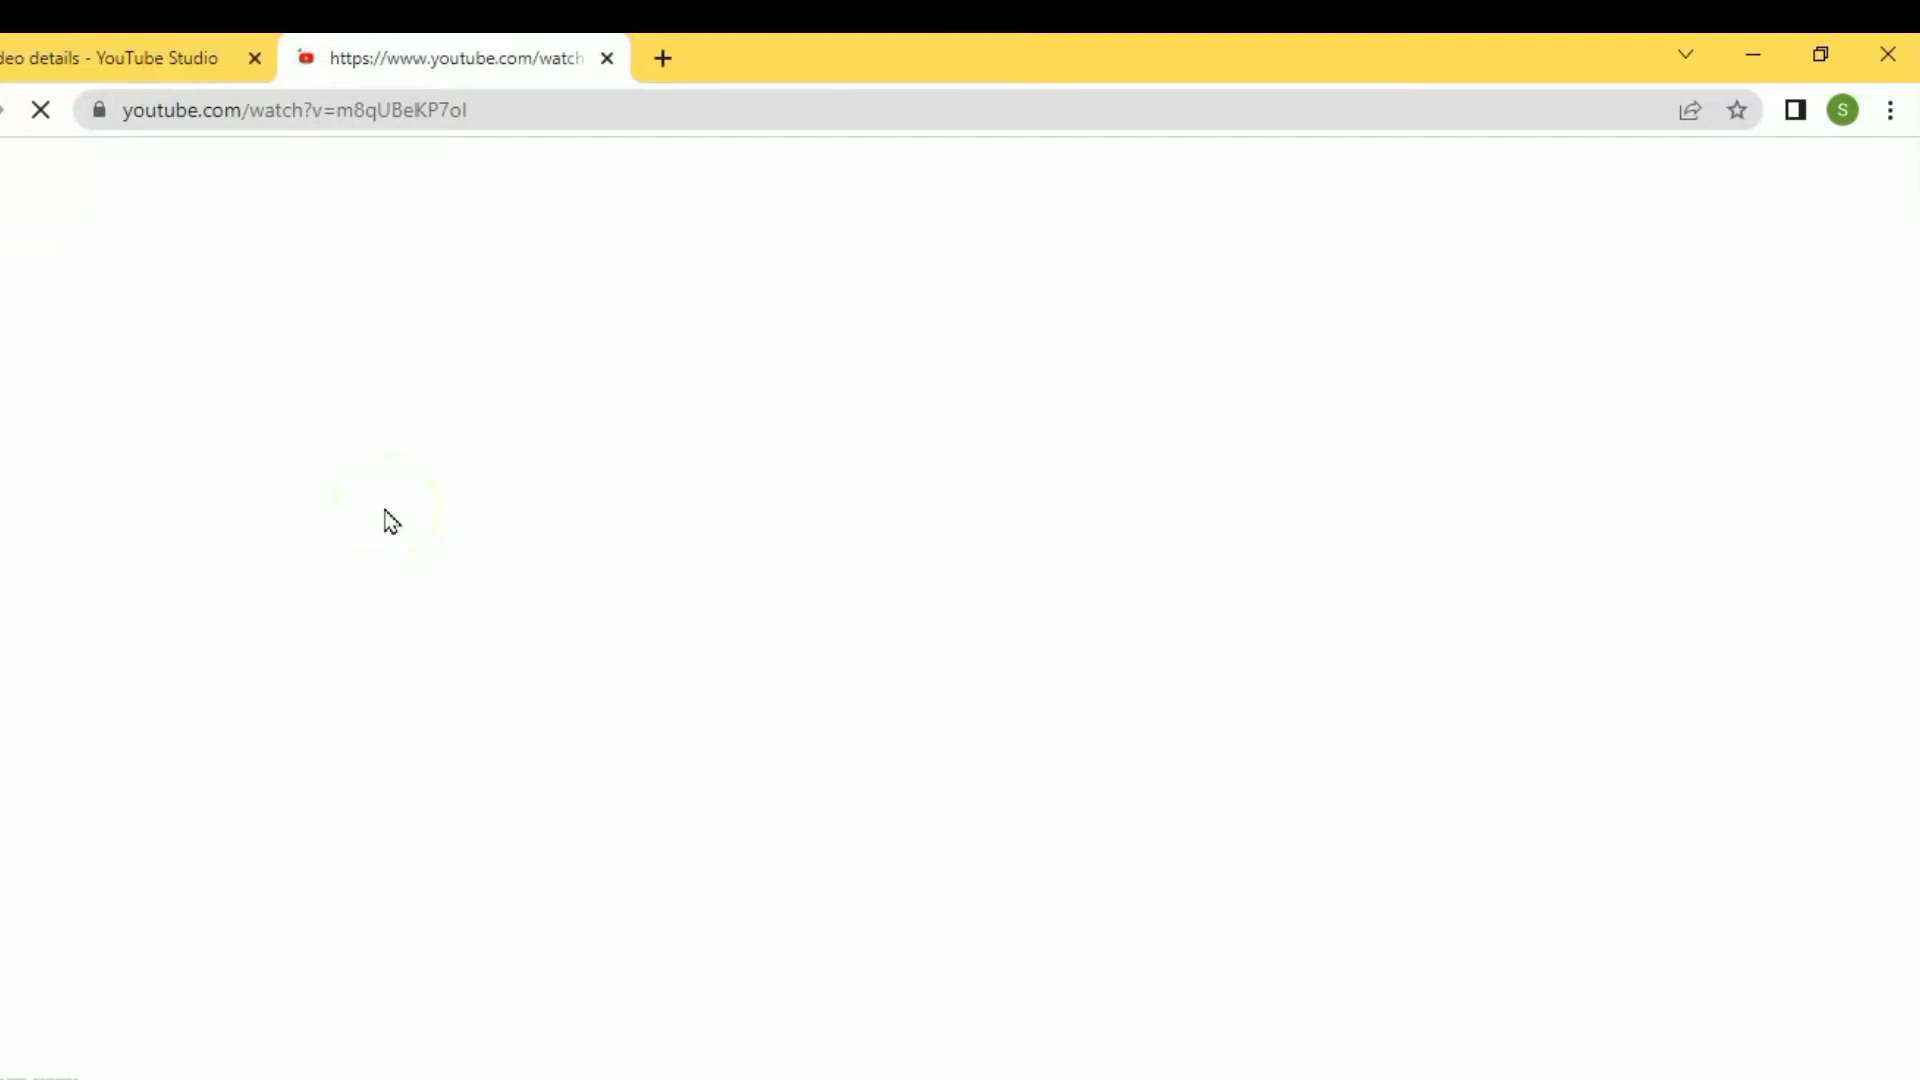 deo details - YouTube Studio
https://www.youtube.com/watch
youtube.com/watch?v=m8qUBeKP7oI
S